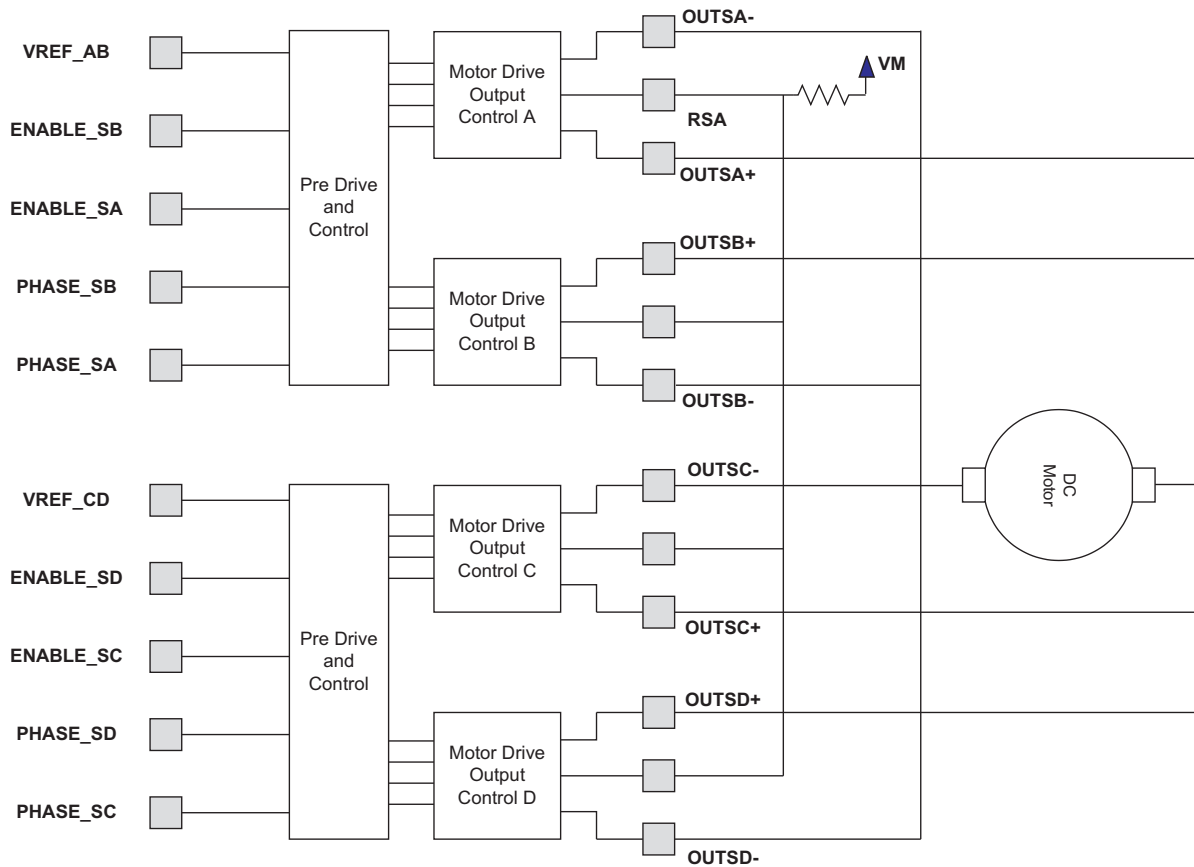 VREF_AB
ENABLE_SB
ENABLE_SA
PHASE_SB
PHASE_SA
Pre Drive
and
Control
Motor Drive
Output
Control A
Motor Drive
Output
Control B
OUTSA-
RSA
VM
OUTSA+
OUTSB+
OUTSB-
VREF_CD
ENABLE_SD
ENABLE_SC
PHASE_SD
PHASE_SC
Pre Drive
and
Control
Motor Drive
Output
Control C
Motor Drive
Output
Control D
OUTSC-
OUTSC+
OUTSD+
OUTSD-
DC
Motor